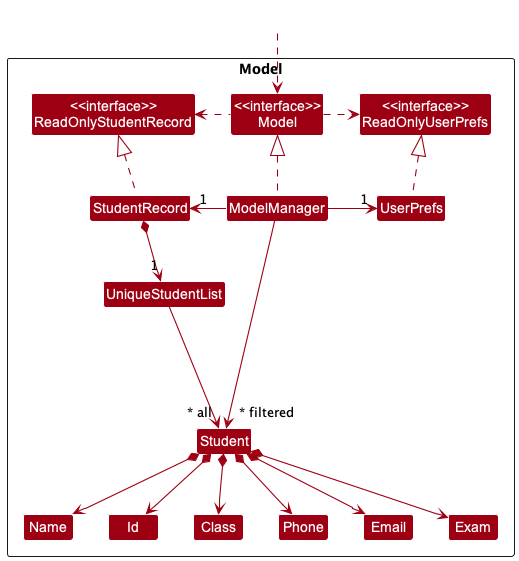 Model
<<interface>>
ReadOnlyStudentRecord
<<interface>>
Model
<<interface>>
ReadOnlyUserPrefs
StudentRecord
1
ModelManager
1
UserPrefs
1
UniqueStudentList
* all
* filtered
Student
Name
Id
Class
Phone
Email
Exam